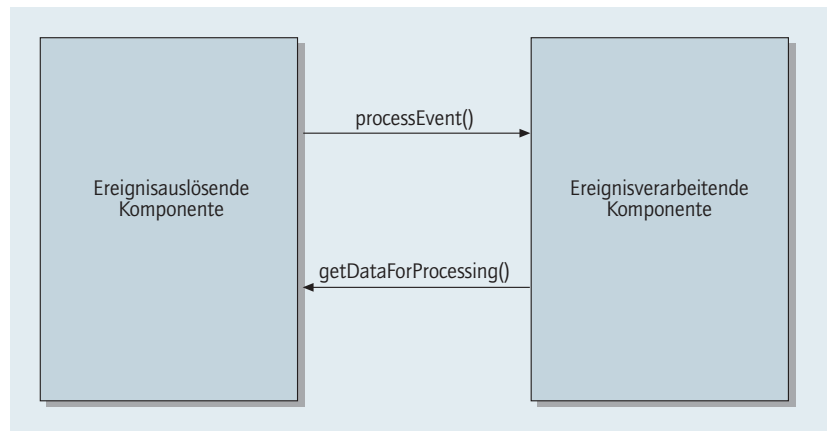 processEvent()
Ereignisauslösende
Komponente
Ereignisverarbeitende
Komponente
getDataForProcessing()